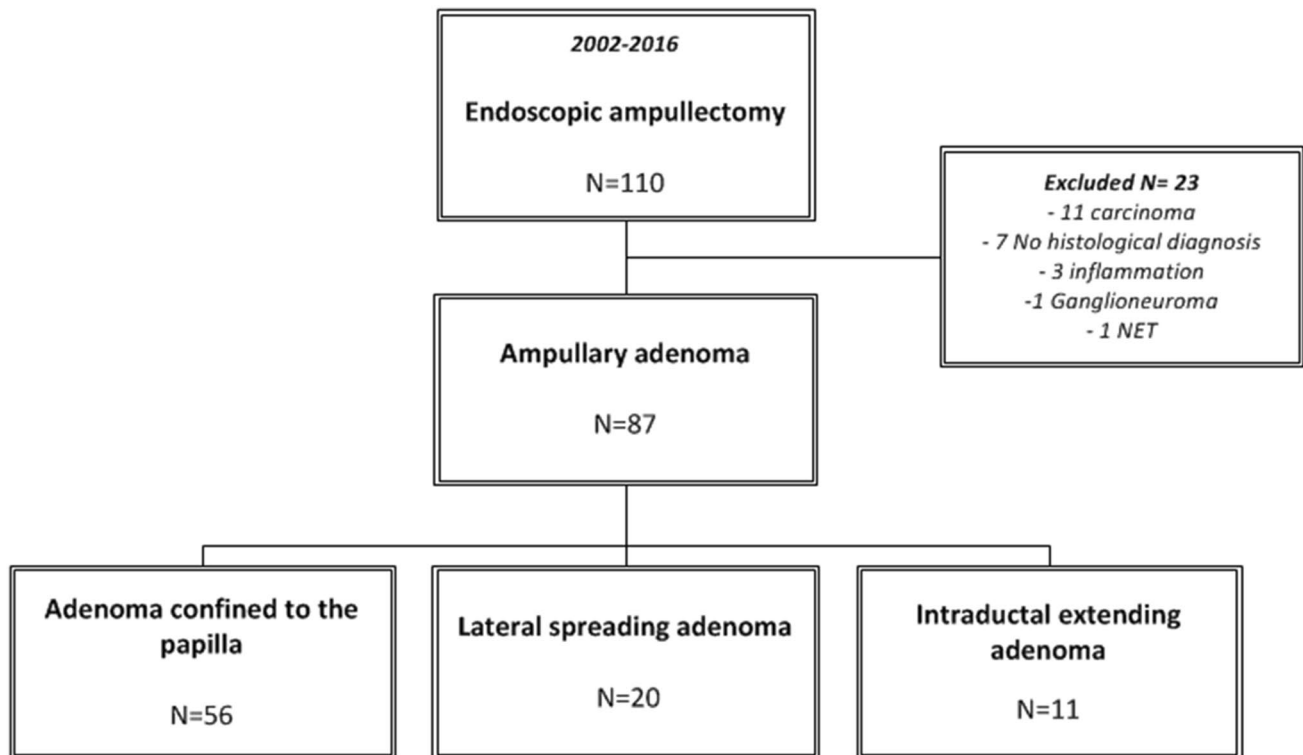 2002-2016
Endoscopic ampullectomy
N=110
Excluded N= 23
- 11 carcinoma
- 7 No histological diagnosis
- 3 inflammation
-1 Ganglioneuroma
- 1 NET
Ampullary adenoma
N=87
Adenoma confined to the
papilla
N=56
Lateral spreading adenoma
N=20
Intraductal extending
adenoma
N=11